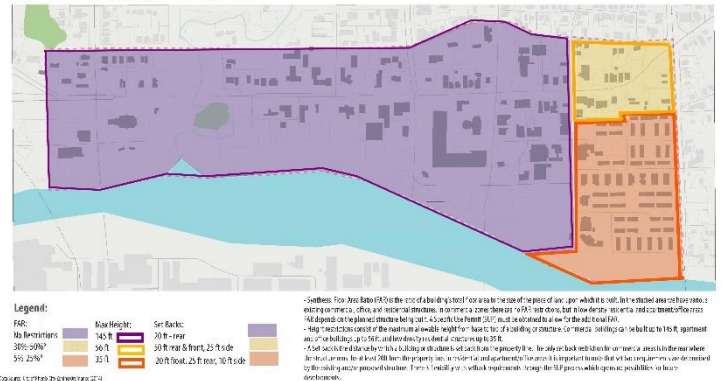 Legend:
FAR: Max Height: Set Backs:
No Restrictions 145 ft 20 ft - rear
30%-50%* 56 ft 50 ft rear & front, 25 ft side
5%-25%* 35 ft 20 ft front, 25 ft rear, 10 ft side
- Synthesis: Floor Area Ratio (FAR) is the ratio of a building's total floor area to the size of the piece of land upon which it is built. In the studied area we have various
existing commercial, office, and residential structures. In commercial zones there are no FAR restrictions, but in low density residential and apartment/office areas
FAR depends on the planned structure being built. A Specific Use Permit (SUP) must be obtained to allow for the additional FAR.
- Height restrictions consist of the maximum allowable height from base to top of a building or structure. Commercial buildings can be built up to 145 ft, apartment
and office buildings up to 56 ft, and low density residential structures up to 35 ft.
- A set back is the distance by which a building or structure is set back from the property line. The only set back restriction for commercial areas is in the rear where
the structure must be at least 20 ft from the property line. In residential and apartment/office areas it is important to note that set back requirements are determined
by the existing and/or proposed structure. There is flexibility with set back requirements through the SUP process which opens up possibilities for future
developments.